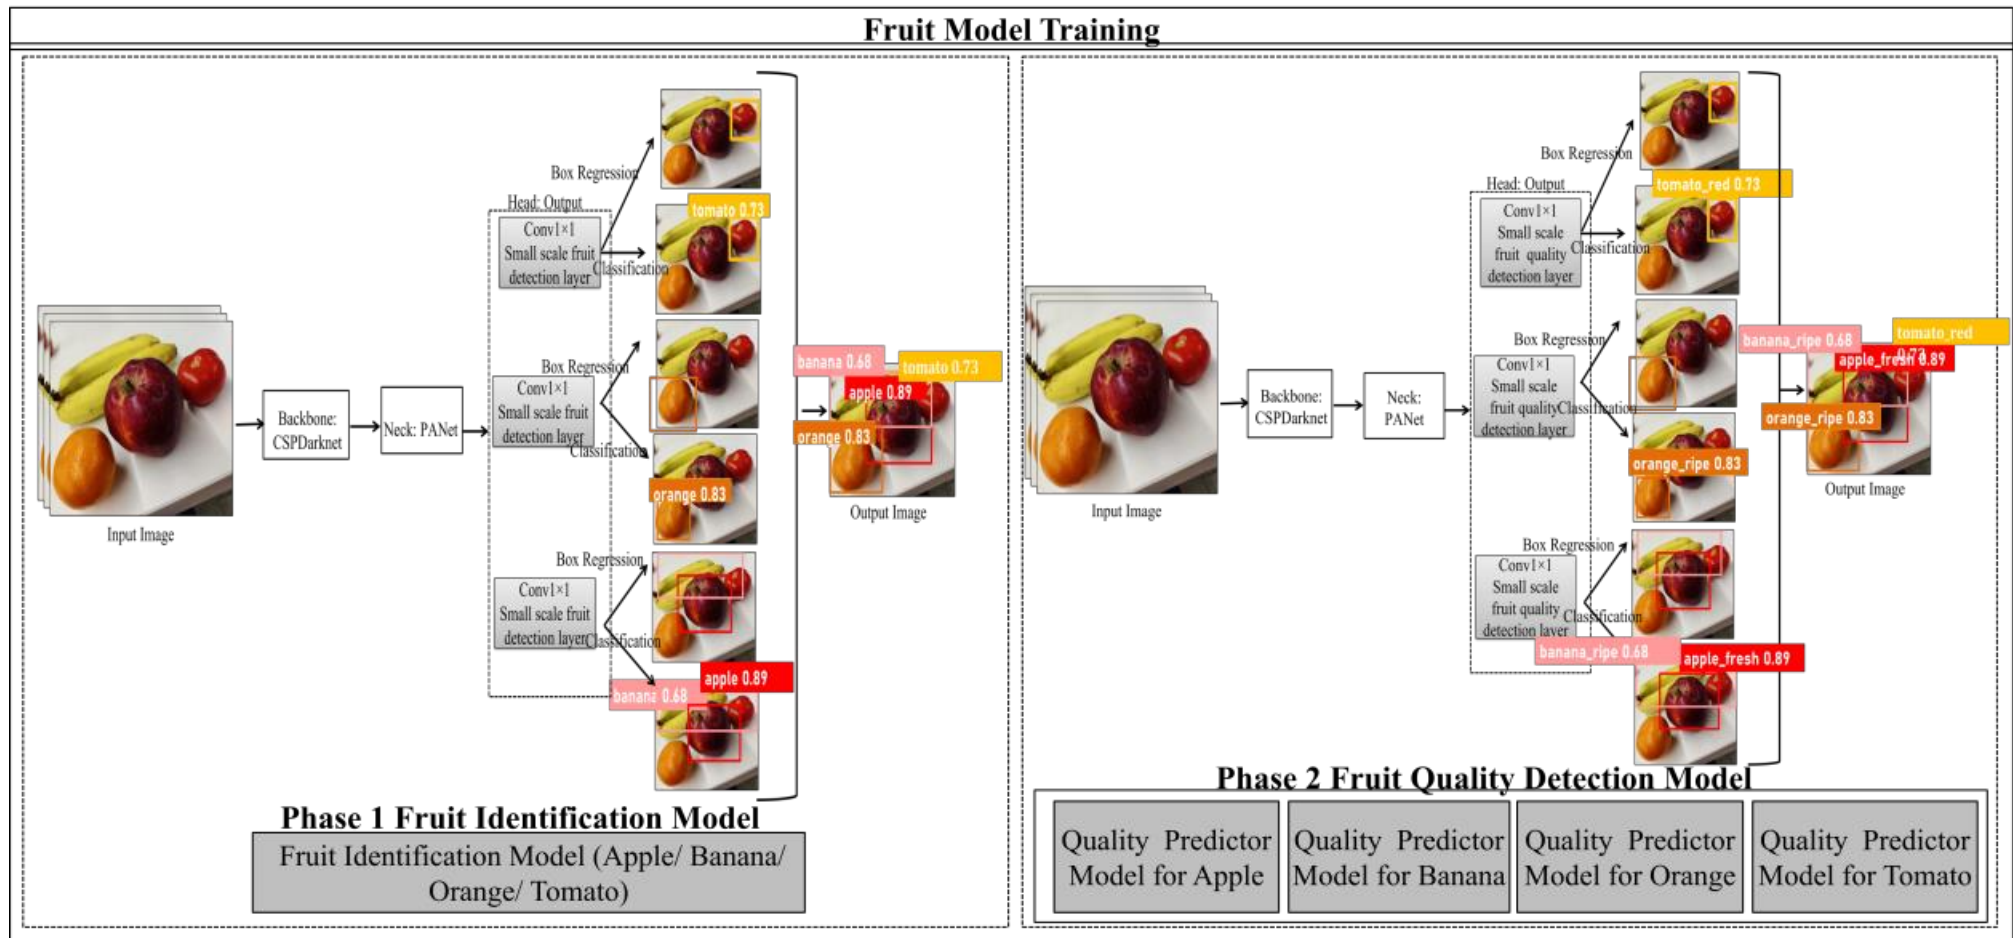 Fruit Model Training
Box Regression
Head: Output
tomato 0.73
Conv1×1
Small scale fruit
detection layer
Classification
Box Regression
Conv1×1
Small scale fruit
detection layer
Classification
orange 0.83
Backbone:
CSPDarknet
Neck: PANet
Input Image
Box Regression
Conv1×1
Small scale fruit
detection layer
Classification
apple 0.89
banana 0.68
banana 0.68
tomato 0.73
apple 0.89
orange 0.83
Output Image
Phase 1 Fruit Identification Model
Fruit Identification Model (Apple/ Banana/
Orange/ Tomato)
Box Regression
Head: Output
tomato_red 0.73
Conv1×1
Small scale
fruit quality
detection layer
Classification
Box Regression
Conv1×1
Small scale
fruit quality
detection layer
Classification
orange_ripe 0.83
Backbone:
CSPDarknet
Neck:
PANet
Input Image
Box Regression
Conv1×1
Small scale
fruit quality
detection layer
Classification
banana_ripe 0.68
apple_fresh 0.89
banana_ripe 0.68
tomato_red
0.73
apple_fresh 0.89
orange_ripe 0.83
Output Image
Phase 2 Fruit Quality Detection Model
Quality Predictor
Model for Apple
Quality Predictor
Model for Banana
Quality Predictor
Model for Orange
Quality Predictor
Model for Tomato